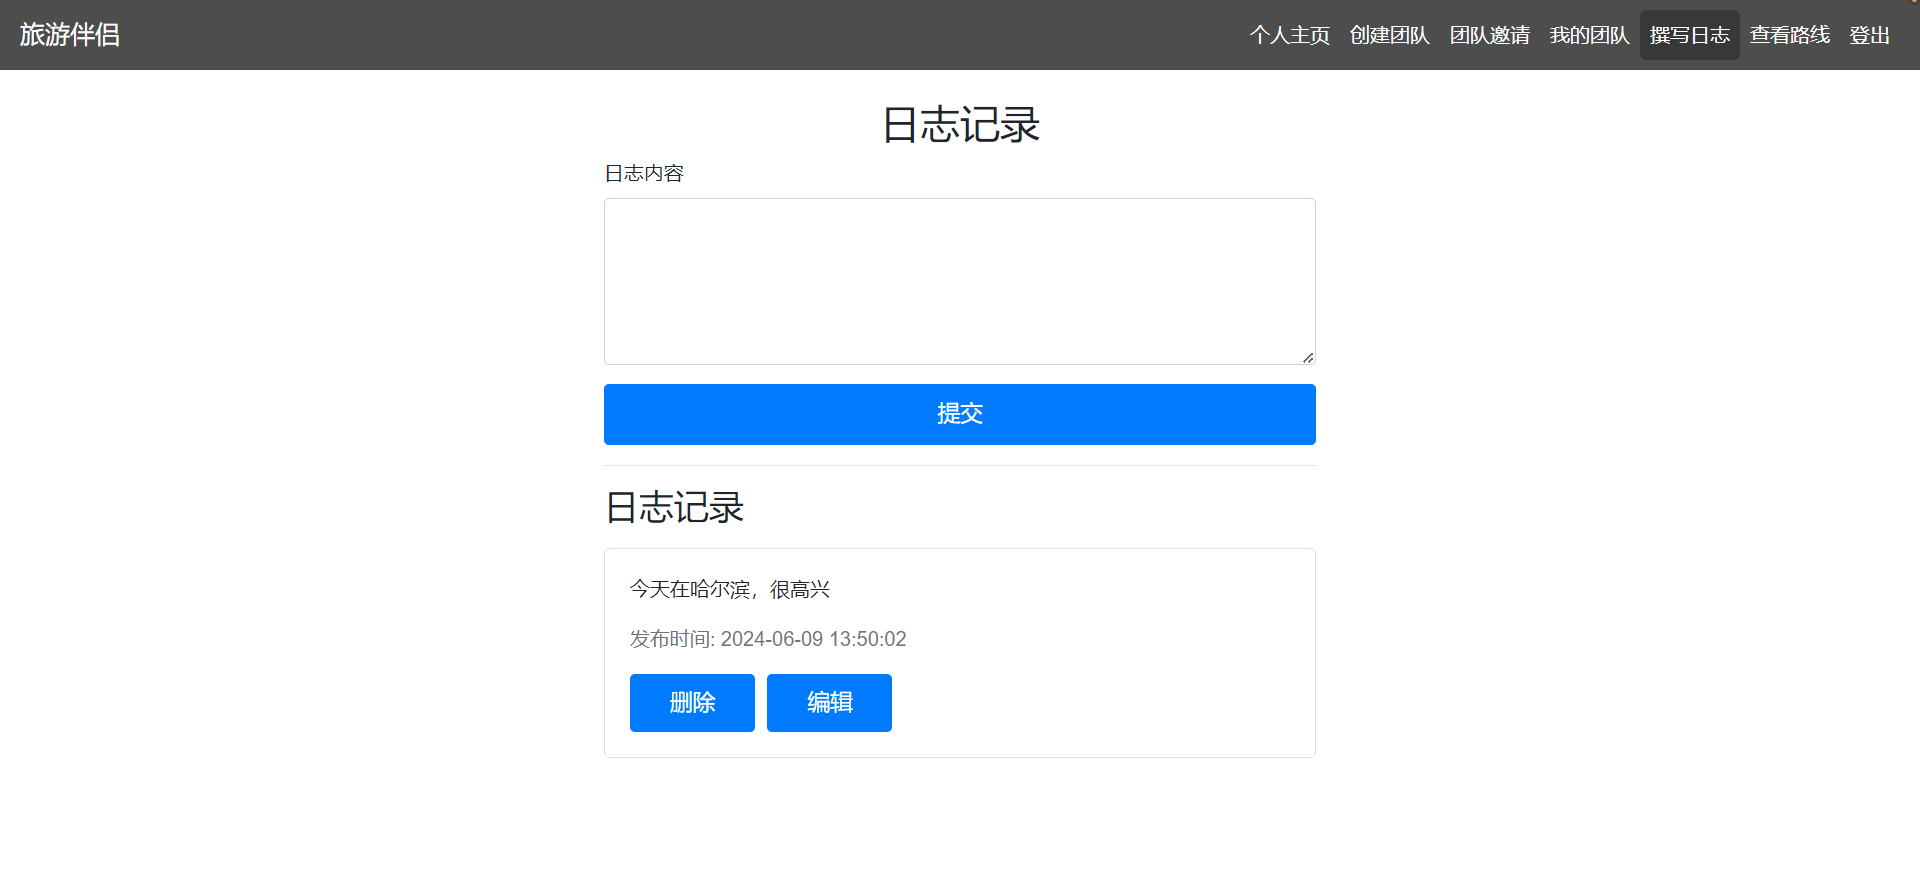 旅游伴侣
个人主页 创建团队 团队邀请 我的团队 撰写日志 查看路线 登出
日志记录
日志内容
提交
日志记录
今天在哈尔滨，很高兴
发布时间: 2024-06-09 13:50:02
删除 编辑